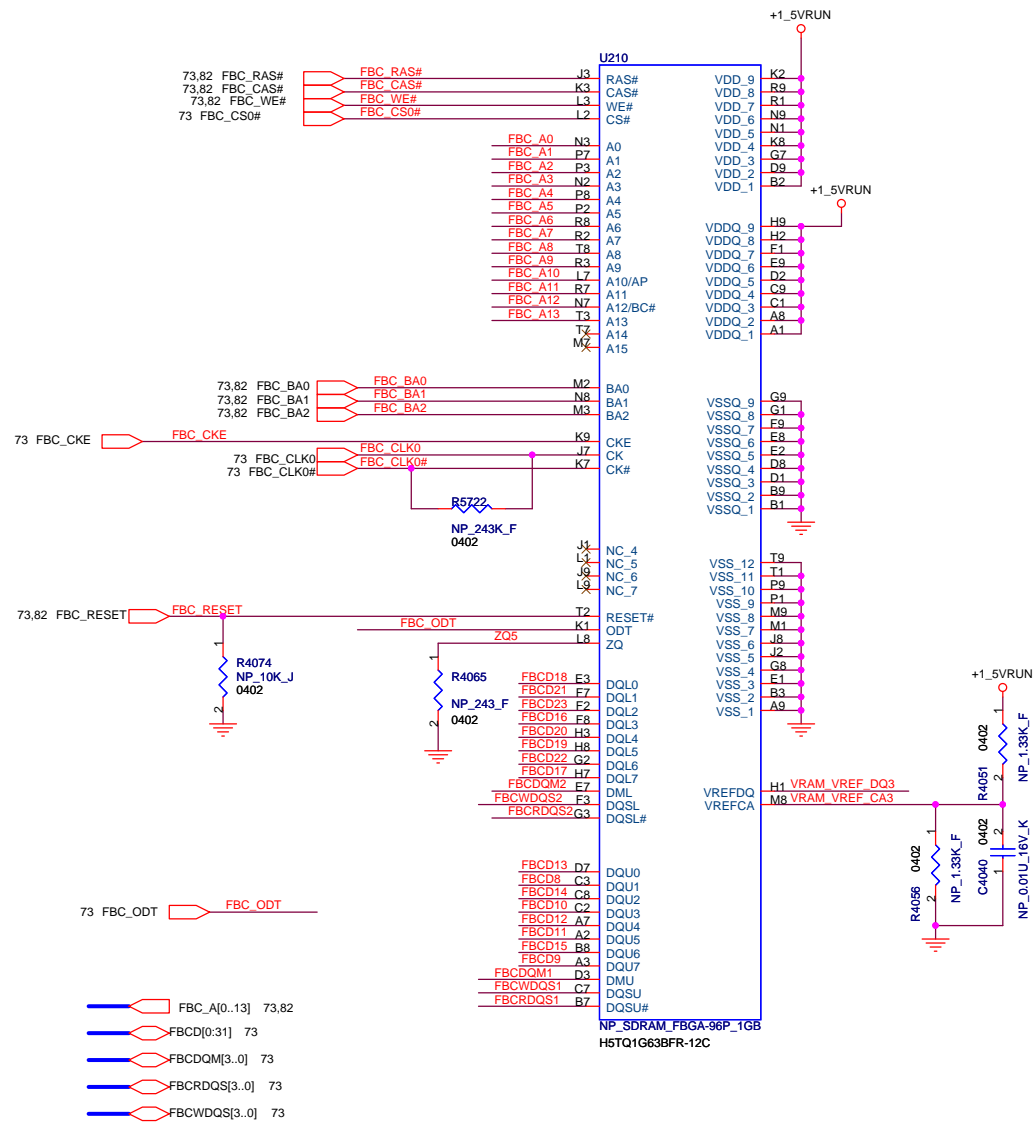 +1_5VRUN
U210
73,82 FBC_RAS# FBC_RAS# J3 RAS# VDD_9 K2
73,82 FBC_CAS# FBC_CAS# K3 CAS# VDD_8 R9
73,82 FBC_WE# FBC_WE# L3 WE# VDD_7 R1
73 FBC_CS0# FBC_CS0# L2 CS# VDD_6 N9
VDD_5 N1
FBC_A0 N3 A0 VDD_4 K8
FBC_A1 P7 A1 VDD_3 G7
FBC_A2 P3 A2 VDD_2 D9
FBC_A3 N2 A3 VDD_1 B2
FBC_A4 P8 A4 +1_5VRUN
FBC_A5 P2 A5
FBC_A6 R8 A6 VDDQ_9 H9
FBC_A7 R2 A7 VDDQ_8 H2
FBC_A8 T8 A8 VDDQ_7 F1
FBC_A9 R3 A9 VDDQ_6 E9
FBC_A10 L7 A10/AP VDDQ_5 D2
FBC_A11 R7 A11 VDDQ_4 C9
FBC_A12 N7 A12/BC# VDDQ_3 C1
FBC_A13 T3 A13 VDDQ_2 A8
T7 A14 VDDQ_1 A1
M7 A15
73,82 FBC_BA0 FBC_BA0 M2 BA0
73,82 FBC_BA1 FBC_BA1 N8 BA1 VSSQ_9 G9
73,82 FBC_BA2 FBC_BA2 M3 BA2 VSSQ_8 G1
VSSQ_7 F9
73 FBC_CKE FBC_CKE K9 CKE VSSQ_6 E8
73 FBC_CLK0 FBC_CLK0 J7 CK VSSQ_5 E2
73 FBC_CLK0# FBC_CLK0# K7 CK# VSSQ_4 D8
VSSQ_3 D1
VSSQ_2 B9
R5722 VSSQ_1 B1
NP_243K_F
0402
J1 NC_4
L1 NC_5 VSS_12 T9
J9 NC_6 VSS_11 T1
L9 NC_7 VSS_10 P9
VSS_9 P1
73,82 FBC_RESET FBC_RESET T2 RESET# VSS_8 M9
FBC_ODT K1 ODT VSS_7 M1
ZQ5 L8 ZQ VSS_6 J8
VSS_5 J2
1 R4074 1 R4065 VSS_4 G8
NP_10K_J FBCD18 E3 DQL0 VSS_3 E1
0402 NP_243_F FBCD21 F7 DQL1 VSS_2 B3
2 2 0402 FBCD23 F2 DQL2 VSS_1 A9
FBCD16 F8 DQL3
FBCD20 H3 DQL4
FBCD19 H8 DQL5
FBCD22 G2 DQL6
FBCD17 H7 DQL7
FBCDQM2 E7 DML VREFDQ H1 VRAM_VREF_DQ3
FBCWDQS2 F3 DQSL VREFCA M8 VRAM_VREF_CA3
FBCRDQS2 G3 DQSL#
+1_5VRUN
1 2 R4051 0402 NP_1.33K_F
1 2 R4056 0402 NP_1.33K_F
2 1 C4040 0402 NP_0.01U_16V_K
FBCD13 D7 DQU0
FBCD8 C3 DQU1
FBCD14 C8 DQU2
FBCD10 C2 DQU3
FBCD12 A7 DQU4
FBCD11 A2 DQU5
FBCD15 B8 DQU6
FBCD9 A3 DQU7
FBCDQM1 D3 DMU
FBCWDQS1 C7 DQSU
FBCRDQS1 B7 DQSU#
73 FBC_ODT FBC_ODT
NP_SDRAM_FBGA-96P_1GB
H5TQ1G63BFR-12C
FBC_A[0..13] 73,82
FBCD[0:31] 73
FBCDQM[3..0] 73
FBCRDQS[3..0] 73
FBCWDQS[3..0] 73